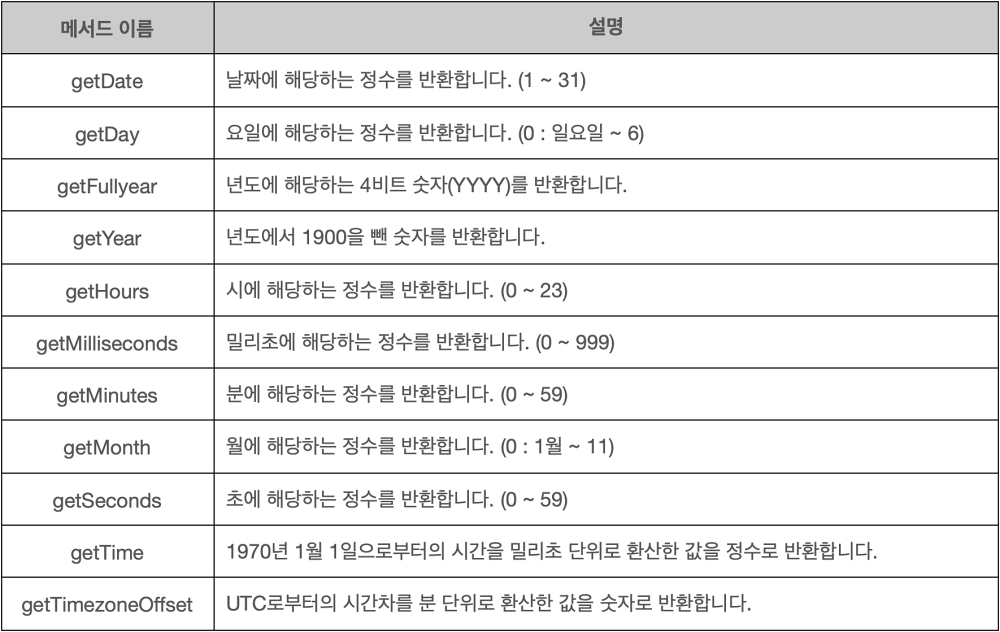 메서드 이름 설명
getDate 날짜에 해당하는 정수를 반환합니다. (1 ~ 31)
getDay 요일에 해당하는 정수를 반환합니다. (0 : 일요일 ~ 6)
getFullyear 년도에 해당하는 4비트 숫자(YYYY)를 반환합니다.
getYear 년도에서 1900을 뺀 숫자를 반환합니다.
getHours 시에 해당하는 정수를 반환합니다. (0 ~ 23)
getMilliseconds 밀리초에 해당하는 정수를 반환합니다. (0 ~ 999)
getMinutes 분에 해당하는 정수를 반환합니다. (0 ~ 59)
getMonth 월에 해당하는 정수를 반환합니다. (0 : 1월 ~ 11)
getSeconds 초에 해당하는 정수를 반환합니다. (0 ~ 59)
getTime 1970년 1월 1일으로부터의 시간을 밀리초 단위로 환산한 값을 정수로 반환합니다.
getTimezoneOffset UTC로부터의 시간차를 분 단위로 환산한 값을 숫자로 반환합니다.